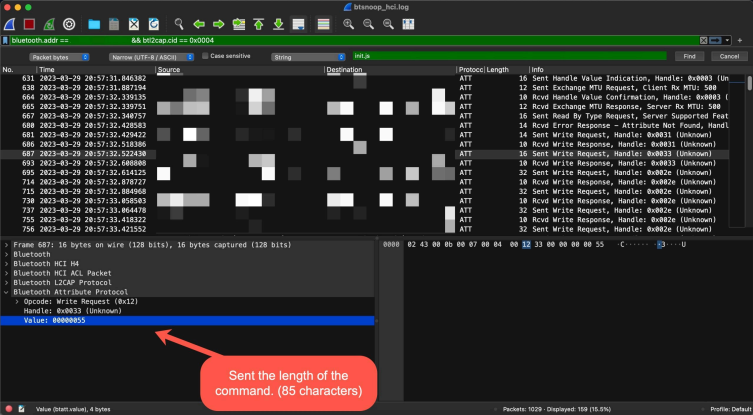 btsnoop_hci.log
bluetooth.addr == && btl2cap.cid == 0x0004
Packet bytes Narrow (UTF-8 / ASCII) Case sensitive String init.js Find Cancel
No. Time Source Destination Protocc Length Info
631 2023-03-29 20:57:31.846382 ATT 16 Sent Handle Value Indication, Handle: 0x0003 (Un
638 2023-03-29 20:57:31.887194 ATT 12 Sent Exchange MTU Request, Client Rx MTU: 500
664 2023-03-29 20:57:32.339135 ATT 10 Rcvd Handle Value Confirmation, Handle: 0x0003 (
665 2023-03-29 20:57:32.339751 ATT 12 Rcvd Exchange MTU Response, Server Rx MTU: 500
667 2023-03-29 20:57:32.340757 ATT 16 Sent Read By Type Request, Server Supported Feat
680 2023-03-29 20:57:32.428583 ATT 14 Rcvd Error Response - Attribute Not Found, Handl
681 2023-03-29 20:57:32.429422 ATT 14 Sent Write Request, Handle: 0x0031 (Unknown)
686 2023-03-29 20:57:32.518386 ATT 10 Rcvd Write Response, Handle: 0x0031 (Unknown)
687 2023-03-29 20:57:32.522430 ATT 16 Sent Write Request, Handle: 0x0033 (Unknown)
693 2023-03-29 20:57:32.608808 ATT 10 Rcvd Write Response, Handle: 0x0033 (Unknown)
695 2023-03-29 20:57:32.614125 ATT 32 Sent Write Request, Handle: 0x002e (Unknown)
714 2023-03-29 20:57:32.878727 ATT 10 Rcvd Write Response, Handle: 0x002e (Unknown)
715 2023-03-29 20:57:32.884968 ATT 32 Sent Write Request, Handle: 0x002e (Unknown)
730 2023-03-29 20:57:33.058503 ATT 10 Rcvd Write Response, Handle: 0x002e (Unknown)
737 2023-03-29 20:57:33.064478 ATT 32 Sent Write Request, Handle: 0x002e (Unknown)
755 2023-03-29 20:57:33.418322 ATT 10 Rcvd Write Response, Handle: 0x002e (Unknown)
756 2023-03-29 20:57:33.421552 ATT 32 Sent Write Request, Handle: 0x002e (Unknown)
Frame 687: 16 bytes on wire (128 bits), 16 bytes captured (128 bits)
Bluetooth
Bluetooth HCI H4
Bluetooth HCI ACL Packet
Bluetooth L2CAP Protocol
Bluetooth Attribute Protocol
Opcode: Write Request (0x12)
Handle: 0x0033 (Unknown)
Value: 00000055
0000 02 43 00 0b 00 07 00 04 00 12 33 00 00 00 00 55 ·C······ ··3····U
Sent the length of the
command. (85 characters)
Value (btatt.value), 4 bytes Packets: 1029 · Displayed: 159 (15.5%) Profile: Default